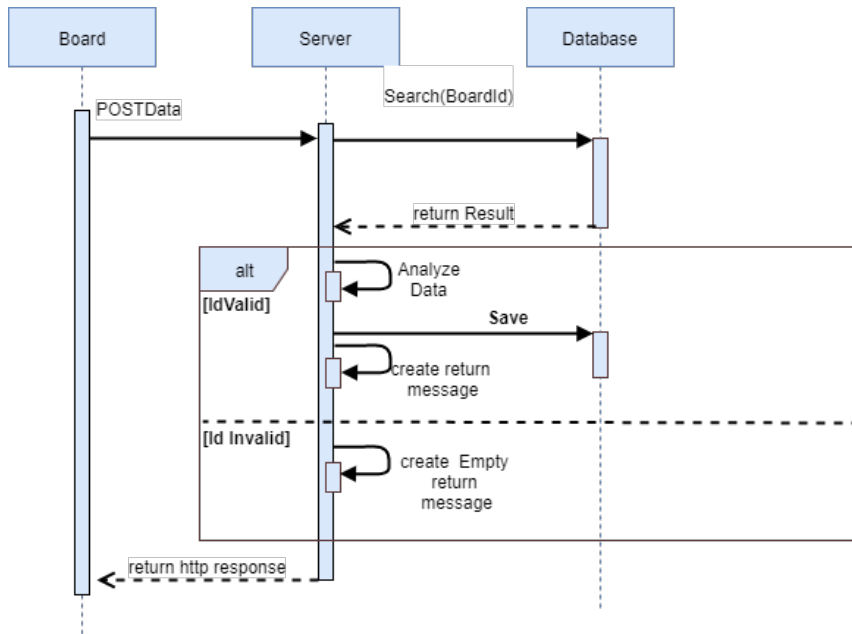 Board
Server
Database
POSTData
Search(BoardId)
return Result
alt
Analyze
Data
[IdValid]
Save
create return
message
[Id Invalid]
create Empty
return
message
return http response